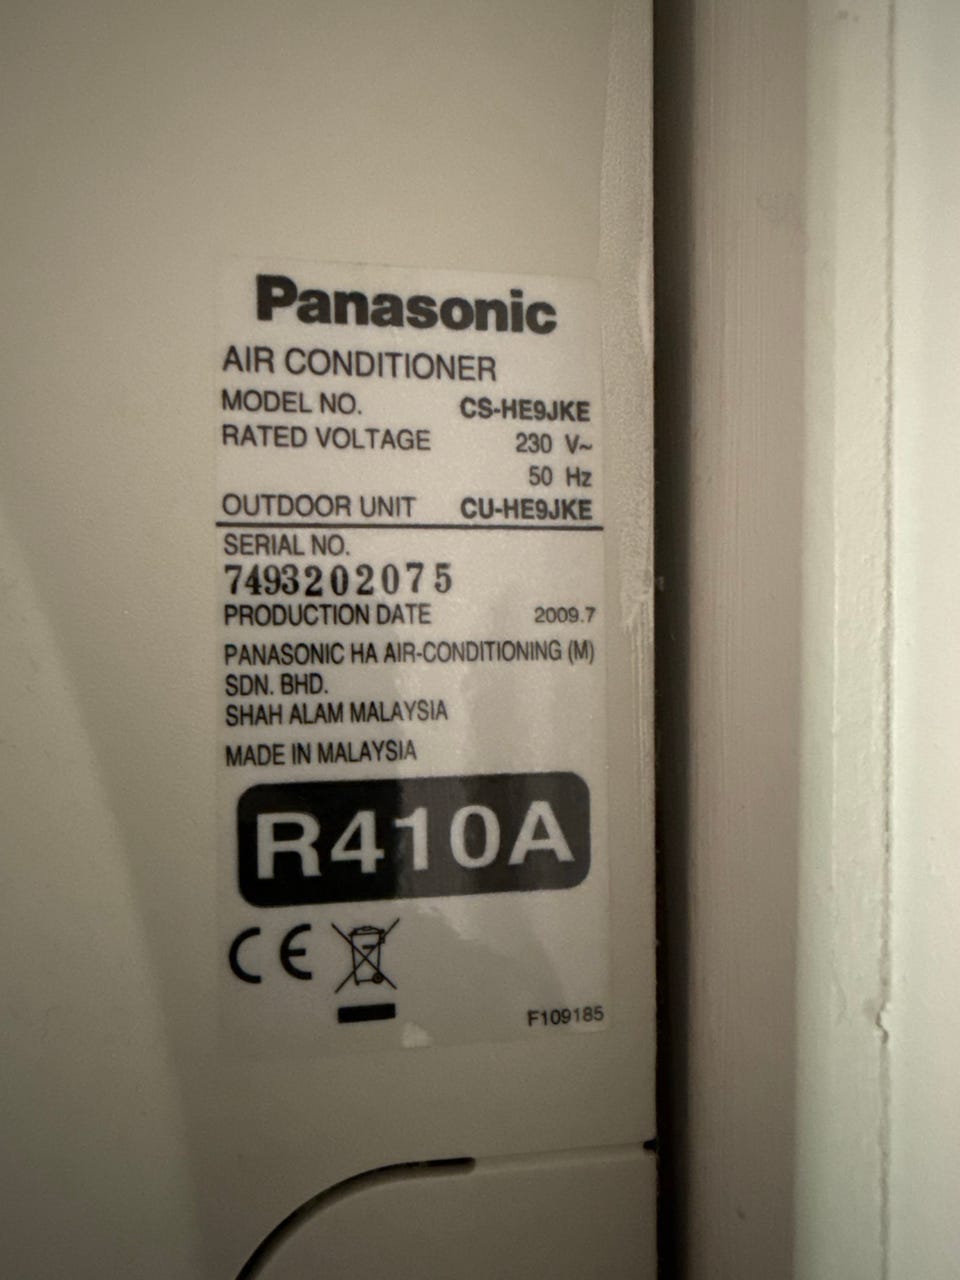 Panasonic
AIR CONDITIONER
MODEL NO. CS-HE9JKE
RATED VOLTAGE 230 V~
50 Hz
OUTDOOR UNIT CU-HE9JKE
SERIAL NO.
7493202075
PRODUCTION DATE 2009.7
PANASONIC HA AIR-CONDITIONING (M)
SDN. BHD.
SHAH ALAM MALAYSIA
MADE IN MALAYSIA
R410A
CE
F109185